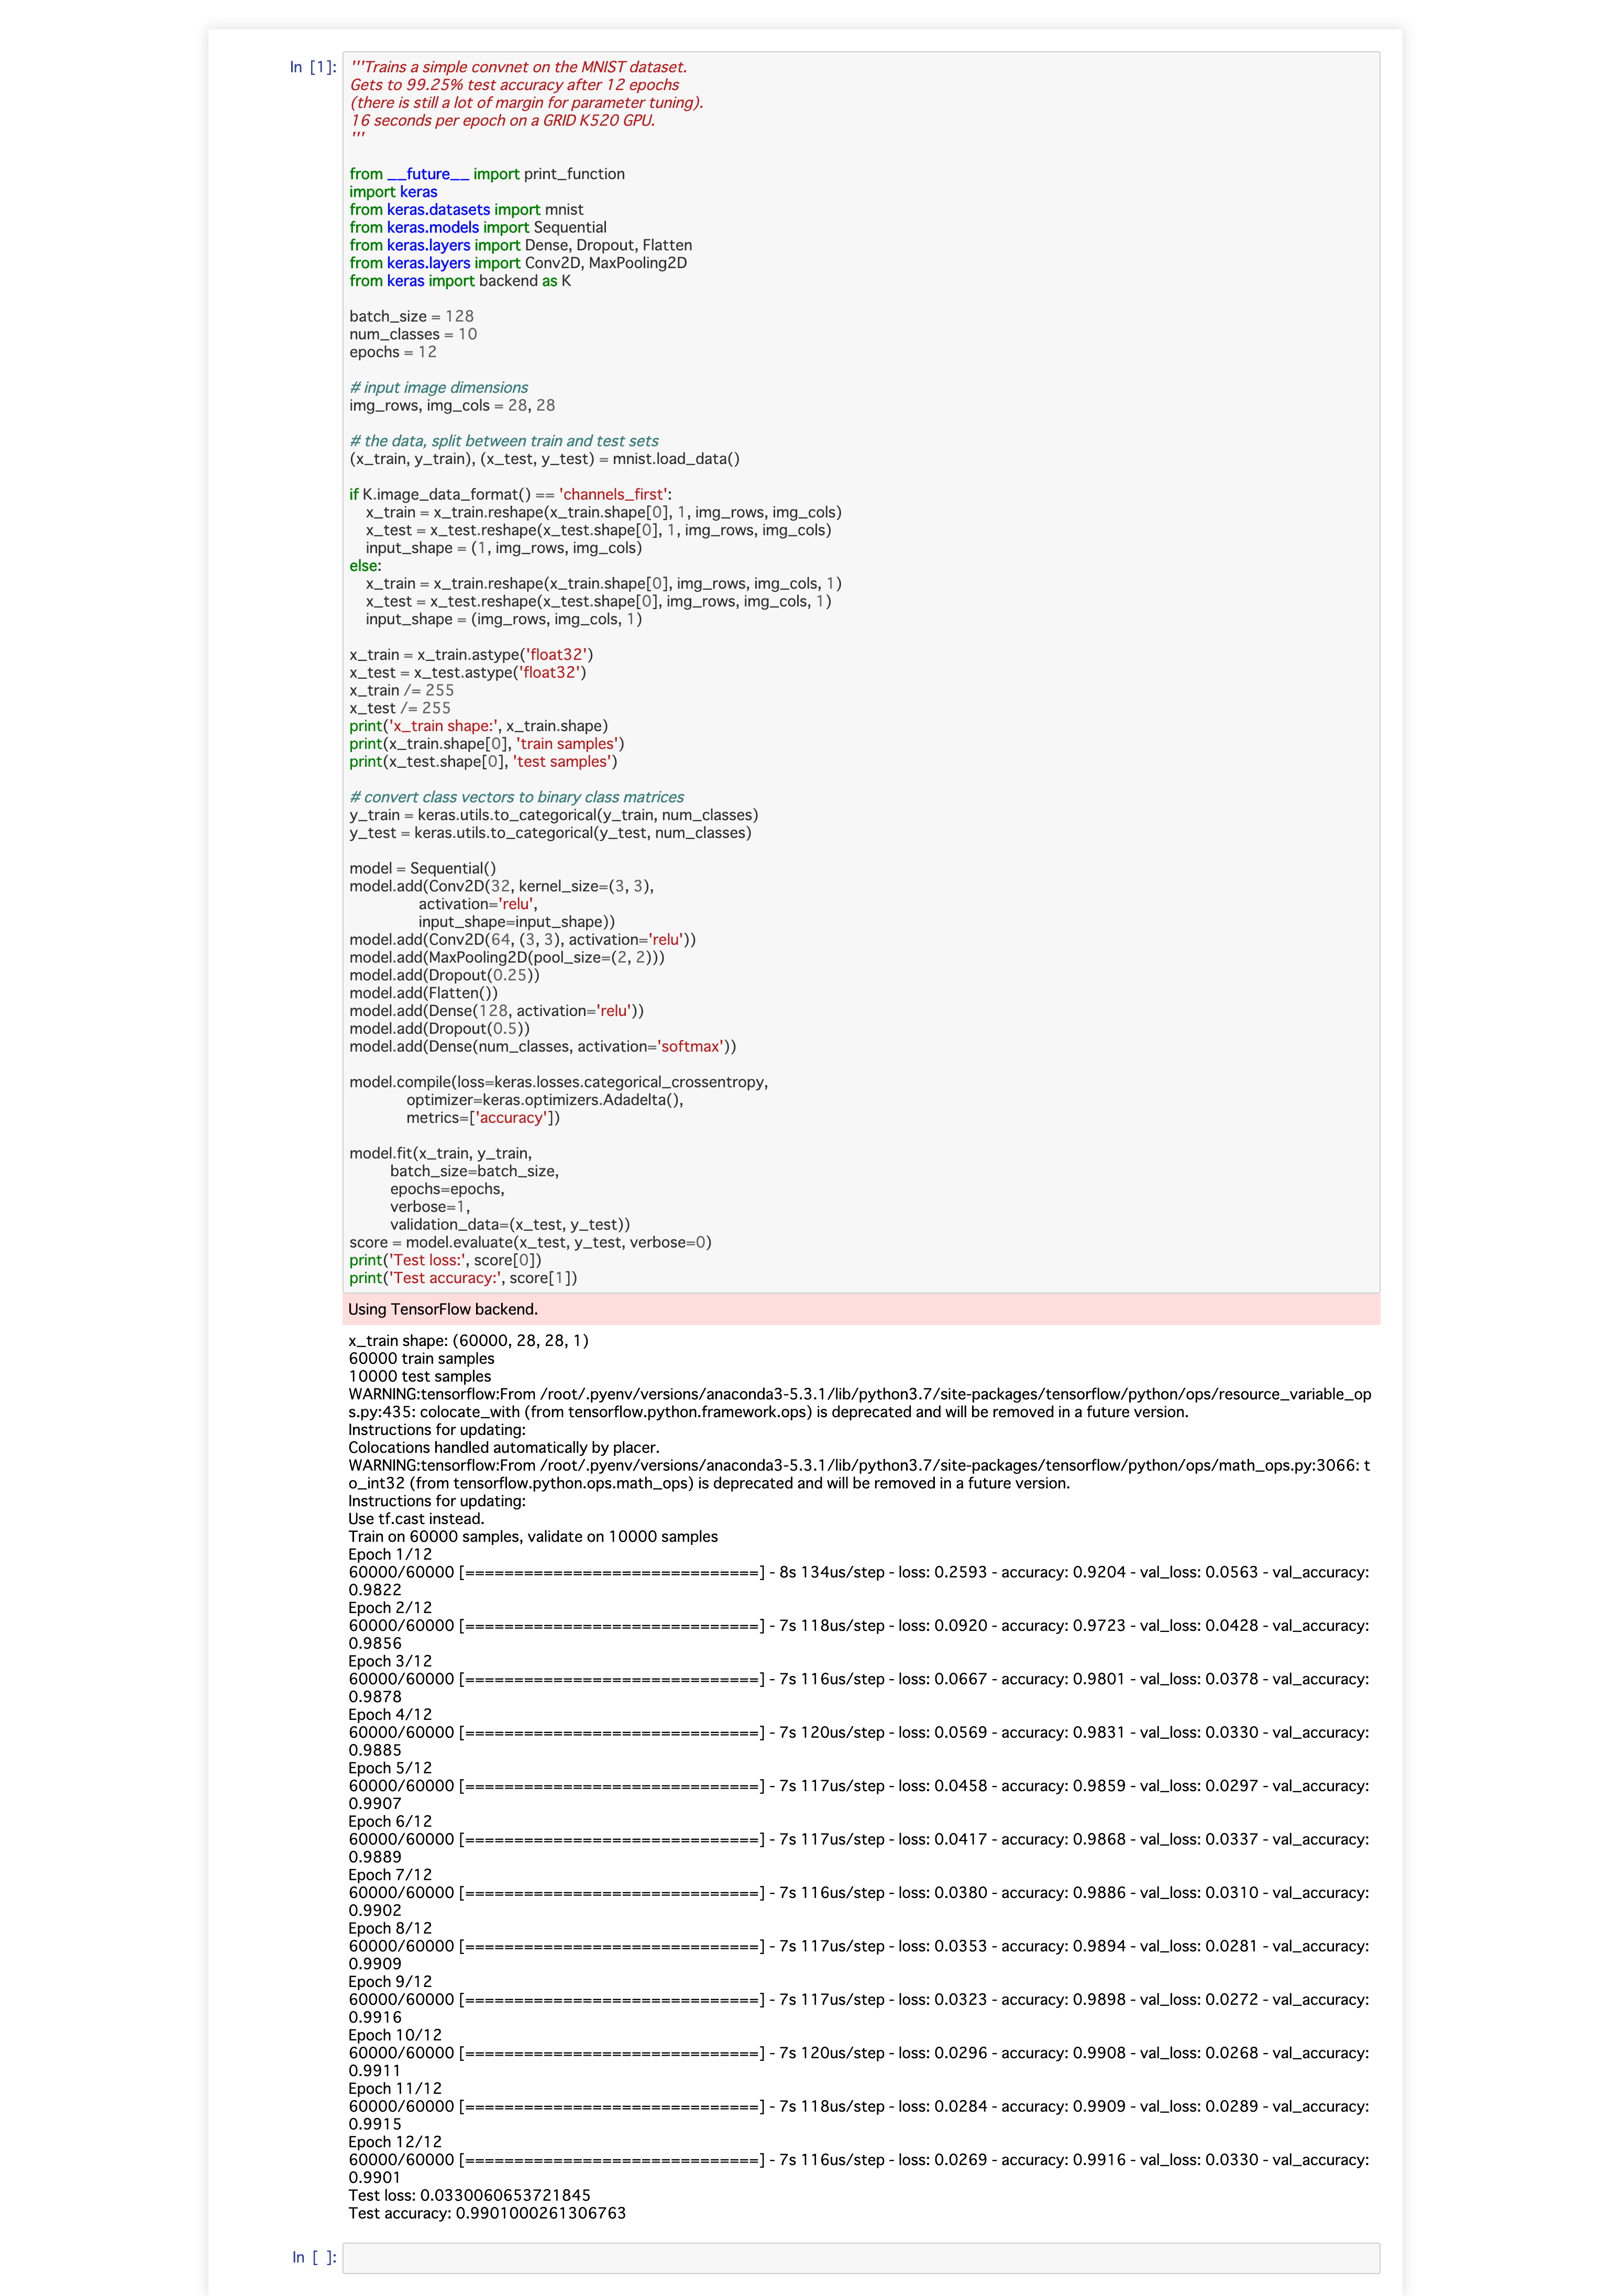 In [1]:
'''Trains a simple convnet on the MNIST dataset.
Gets to 99.25% test accuracy after 12 epochs
(there is still a lot of margin for parameter tuning).
16 seconds per epoch on a GRID K520 GPU.
'''
from __future__ import print_function
import keras
from keras.datasets import mnist
from keras.models import Sequential
from keras.layers import Dense, Dropout, Flatten
from keras.layers import Conv2D, MaxPooling2D
from keras import backend as K
batch_size = 128
num_classes = 10
epochs = 12
# input image dimensions
img_rows, img_cols = 28, 28
# the data, split between train and test sets
(x_train, y_train), (x_test, y_test) = mnist.load_data()
if K.image_data_format() == 'channels_first':
    x_train = x_train.reshape(x_train.shape[0], 1, img_rows, img_cols)
    x_test = x_test.reshape(x_test.shape[0], 1, img_rows, img_cols)
    input_shape = (1, img_rows, img_cols)
else:
    x_train = x_train.reshape(x_train.shape[0], img_rows, img_cols, 1)
    x_test = x_test.reshape(x_test.shape[0], img_rows, img_cols, 1)
    input_shape = (img_rows, img_cols, 1)
x_train = x_train.astype('float32')
x_test = x_test.astype('float32')
x_train /= 255
x_test /= 255
print('x_train shape:', x_train.shape)
print(x_train.shape[0], 'train samples')
print(x_test.shape[0], 'test samples')
# convert class vectors to binary class matrices
y_train = keras.utils.to_categorical(y_train, num_classes)
y_test = keras.utils.to_categorical(y_test, num_classes)
model = Sequential()
model.add(Conv2D(32, kernel_size=(3, 3),
                 activation='relu',
                 input_shape=input_shape))
model.add(Conv2D(64, (3, 3), activation='relu'))
model.add(MaxPooling2D(pool_size=(2, 2)))
model.add(Dropout(0.25))
model.add(Flatten())
model.add(Dense(128, activation='relu'))
model.add(Dropout(0.5))
model.add(Dense(num_classes, activation='softmax'))
model.compile(loss=keras.losses.categorical_crossentropy,
              optimizer=keras.optimizers.Adadelta(),
              metrics=['accuracy'])
model.fit(x_train, y_train,
          batch_size=batch_size,
          epochs=epochs,
          verbose=1,
          validation_data=(x_test, y_test))
score = model.evaluate(x_test, y_test, verbose=0)
print('Test loss:', score[0])
print('Test accuracy:', score[1])
Using TensorFlow backend.
x_train shape: (60000, 28, 28, 1)
60000 train samples
10000 test samples
WARNING:tensorflow:From /root/.pyenv/versions/anaconda3-5.3.1/lib/python3.7/site-packages/tensorflow/python/ops/resource_variable_op
s.py:435: colocate_with (from tensorflow.python.framework.ops) is deprecated and will be removed in a future version.
Instructions for updating:
Colocations handled automatically by placer.
WARNING:tensorflow:From /root/.pyenv/versions/anaconda3-5.3.1/lib/python3.7/site-packages/tensorflow/python/ops/math_ops.py:3066: t
o_int32 (from tensorflow.python.ops.math_ops) is deprecated and will be removed in a future version.
Instructions for updating:
Use tf.cast instead.
Train on 60000 samples, validate on 10000 samples
Epoch 1/12
60000/60000 [==============================] - 8s 134us/step - loss: 0.2593 - accuracy: 0.9204 - val_loss: 0.0563 - val_accuracy:
0.9822
Epoch 2/12
60000/60000 [==============================] - 7s 118us/step - loss: 0.0920 - accuracy: 0.9723 - val_loss: 0.0428 - val_accuracy:
0.9856
Epoch 3/12
60000/60000 [==============================] - 7s 116us/step - loss: 0.0667 - accuracy: 0.9801 - val_loss: 0.0378 - val_accuracy:
0.9878
Epoch 4/12
60000/60000 [==============================] - 7s 120us/step - loss: 0.0569 - accuracy: 0.9831 - val_loss: 0.0330 - val_accuracy:
0.9885
Epoch 5/12
60000/60000 [==============================] - 7s 117us/step - loss: 0.0458 - accuracy: 0.9859 - val_loss: 0.0297 - val_accuracy:
0.9907
Epoch 6/12
60000/60000 [==============================] - 7s 117us/step - loss: 0.0417 - accuracy: 0.9868 - val_loss: 0.0337 - val_accuracy:
0.9889
Epoch 7/12
60000/60000 [==============================] - 7s 116us/step - loss: 0.0380 - accuracy: 0.9886 - val_loss: 0.0310 - val_accuracy:
0.9902
Epoch 8/12
60000/60000 [==============================] - 7s 117us/step - loss: 0.0353 - accuracy: 0.9894 - val_loss: 0.0281 - val_accuracy:
0.9909
Epoch 9/12
60000/60000 [==============================] - 7s 117us/step - loss: 0.0323 - accuracy: 0.9898 - val_loss: 0.0272 - val_accuracy:
0.9916
Epoch 10/12
60000/60000 [==============================] - 7s 120us/step - loss: 0.0296 - accuracy: 0.9908 - val_loss: 0.0268 - val_accuracy:
0.9911
Epoch 11/12
60000/60000 [==============================] - 7s 118us/step - loss: 0.0284 - accuracy: 0.9909 - val_loss: 0.0289 - val_accuracy:
0.9915
Epoch 12/12
60000/60000 [==============================] - 7s 116us/step - loss: 0.0269 - accuracy: 0.9916 - val_loss: 0.0330 - val_accuracy:
0.9901
Test loss: 0.0330060653721845
Test accuracy: 0.9901000261306763
In [ ]: